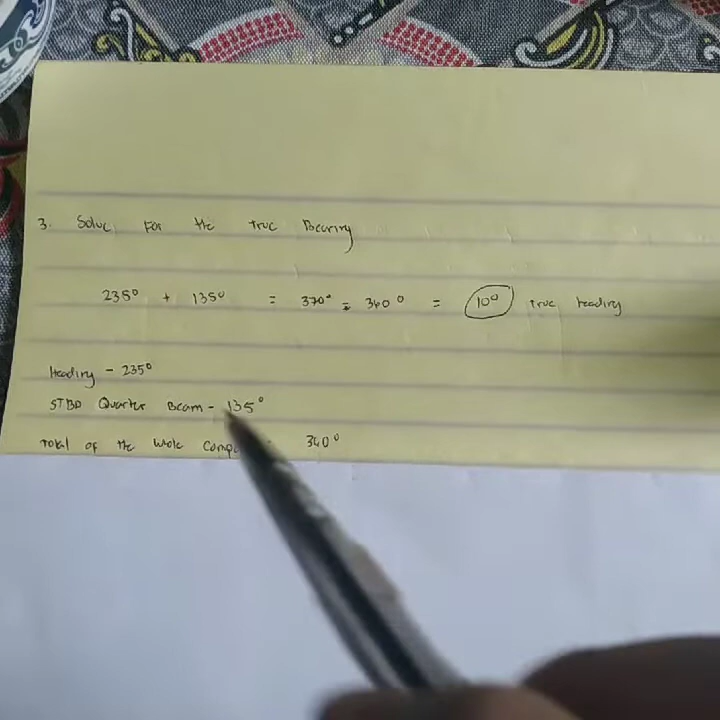 3. Solve For the True Bearing
235° + 135° = 370° = 360° = 10° True heading
Heading - 235°
STBD Quarter Beam - 135°
Total of the whole 360°